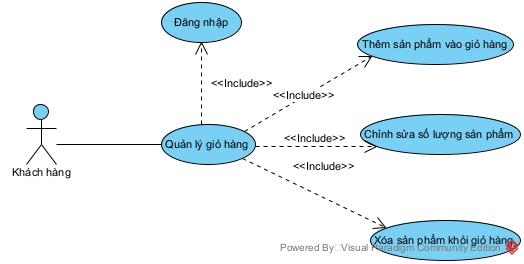 Đăng nhập
Thêm sản phẩm vào giỏ hàng
<<Include>>
<<Include>>
Chỉnh sửa số lượng sản phẩm
<<Include>>
Quản lý giỏ hàng
<<Include>>
Khách hàng
Xóa sản phẩm khỏi giỏ hàng
Powered By Visual Paradigm Community Edition